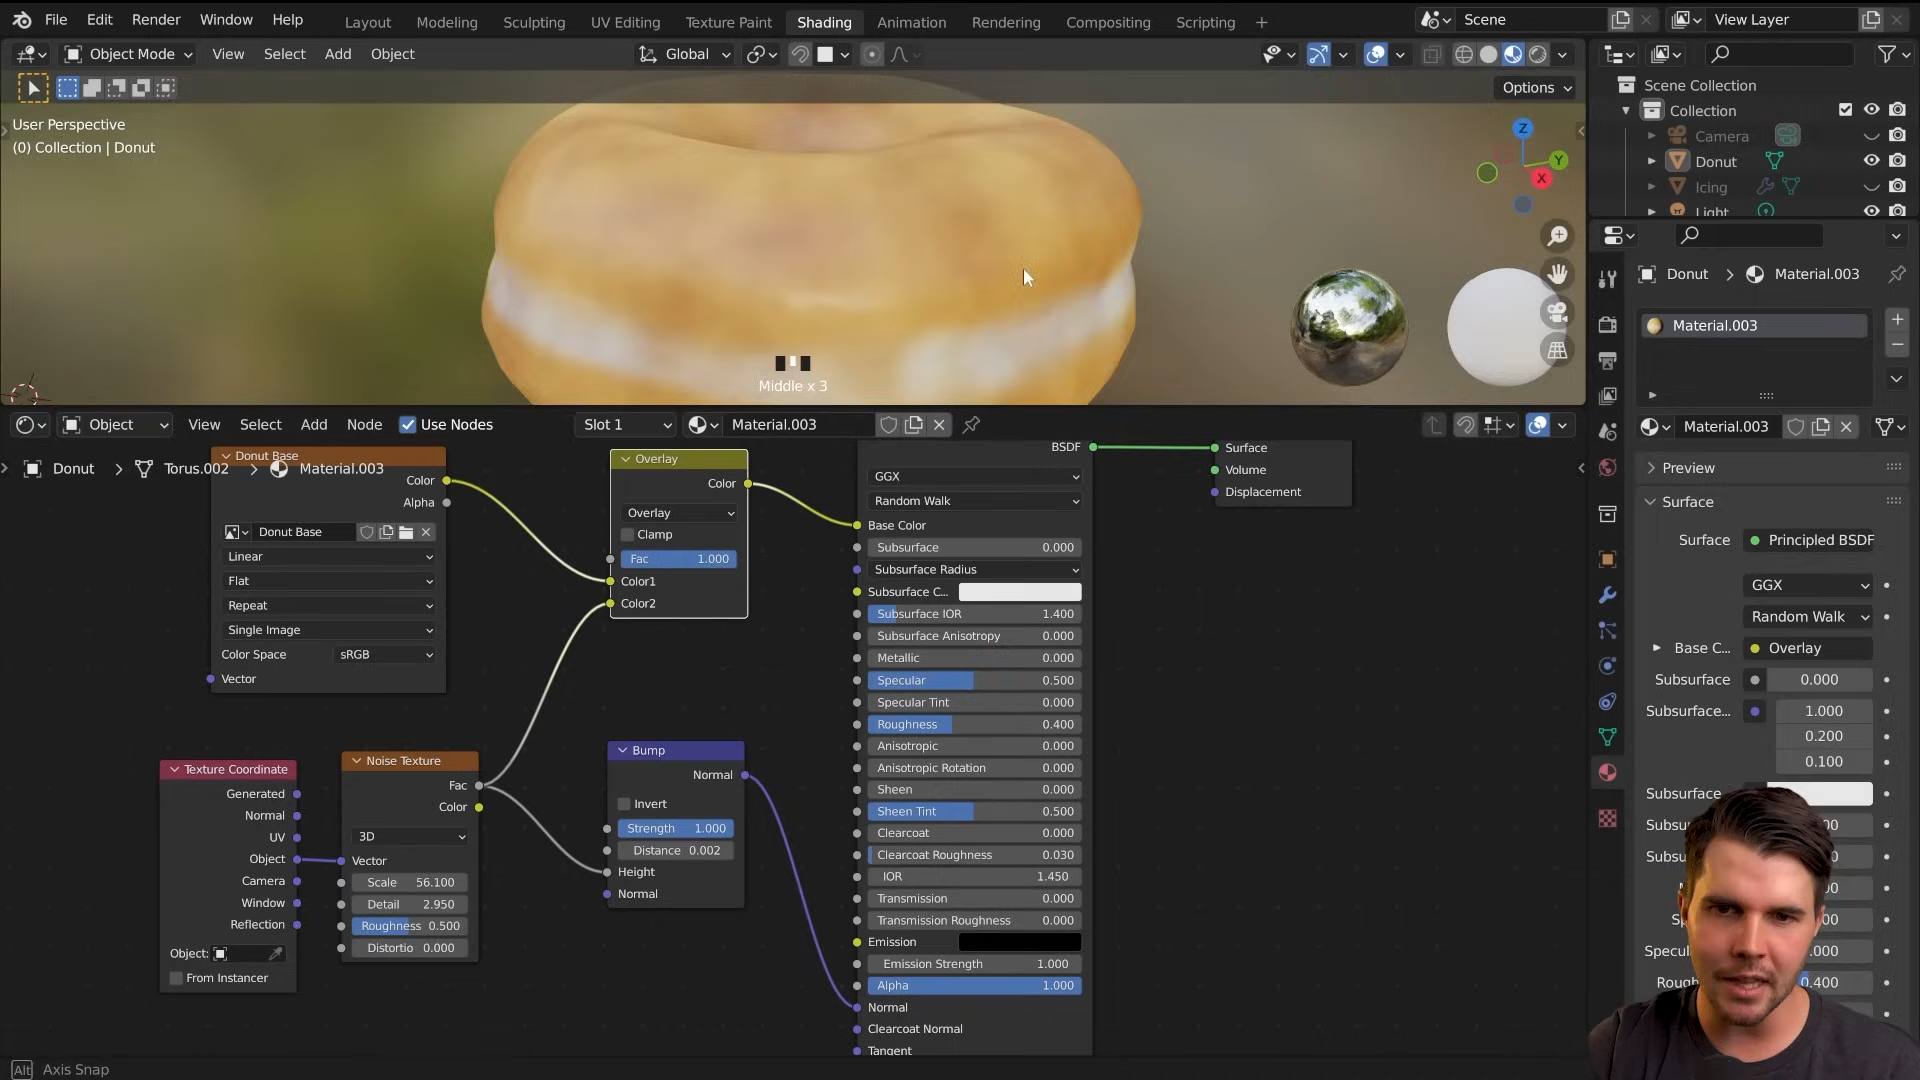 File Edit Render Window Help Layout Modeling Sculpting UV Editing Texture Paint Shading Animation Rendering Compositing Scripting + Scene View Layer
Object Mode View Select Add Object Global
Options
User Perspective
(0) Collection | Donut
Z
Y
X
Middle x 3
Scene Collection
Collection
Camera
Donut
Icing
Light
Object View Select Add Node Use Nodes Slot 1 Material.003
Donut > Torus.002 > Material.003
Donut Base
Color
Alpha
Donut Base
Linear
Flat
Repeat
Single Image
Color Space sRGB
Vector
Overlay
Color
Overlay
Clamp
Fac 1.000
Color1
Color2
Texture Coordinate
Generated
Normal
UV
Object
Camera
Window
Reflection
Object:
From Instancer
Noise Texture
Fac
Color
3D
Vector
Scale 56.100
Detail 2.950
Roughness 0.500
Distortio 0.000
Bump
Normal
Invert
Strength 1.000
Distance 0.002
Height
Normal
BSDF
GGX
Random Walk
Base Color
Subsurface 0.000
Subsurface Radius
Subsurface C...
Subsurface IOR 1.400
Subsurface Anisotropy 0.000
Metallic 0.000
Specular 0.500
Specular Tint 0.000
Roughness 0.400
Anisotropic 0.000
Anisotropic Rotation 0.000
Sheen 0.000
Sheen Tint 0.500
Clearcoat 0.000
Clearcoat Roughness 0.030
IOR 1.450
Transmission 0.000
Transmission Roughness 0.000
Emission
Emission Strength 1.000
Alpha 1.000
Normal
Clearcoat Normal
Tangent
Surface
Volume
Displacement
Donut > Material.003
Material.003
Material.003
Preview
Surface
Surface Principled BSDF
GGX
Random Walk
Base C... Overlay
Subsurface 0.000
Subsurface... 1.000
0.200
0.100
Subsurface
0.400
Alt Axis Snap